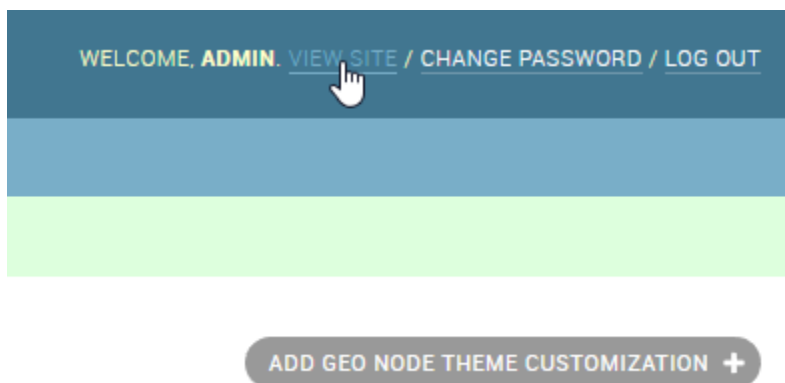 WELCOME, ADMIN. VIEW SITE / CHANGE PASSWORD / LOG OUT
ADD GEO NODE THEME CUSTOMIZATION +